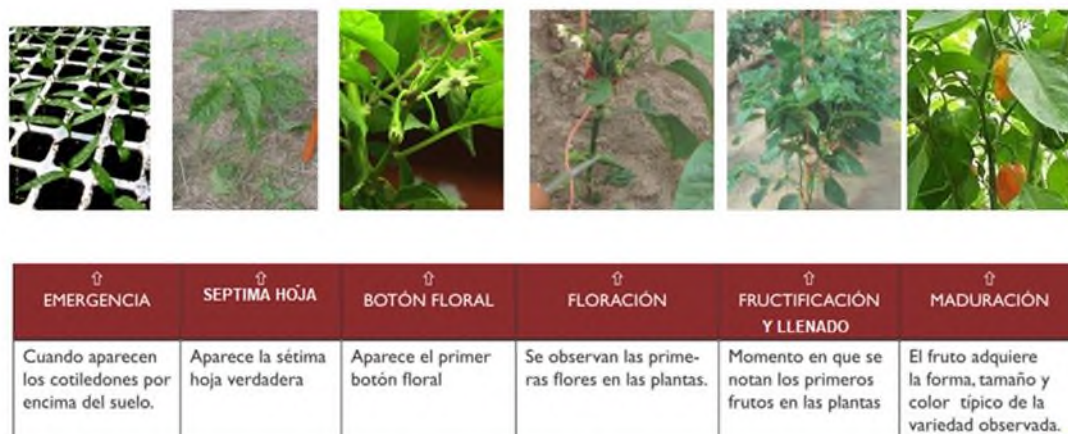 EMERGENCIA
SEPTIMA HOJA
BOTÓN FLORAL
FLORACIÓN
FRUCTIFICACIÓN
Y LLENADO
MADURACIÓN
Cuando aparecen
los cotiledones por
encima del suelo.
Aparece la sétima
hoja verdadera
Aparece el primer
botón floral
Se observan las prime-
ras flores en las plantas.
Momento en que se
notan los primeros
frutos en las plantas
El fruto adquiere
la forma, tamaño y
color típico de la
variedad observada.